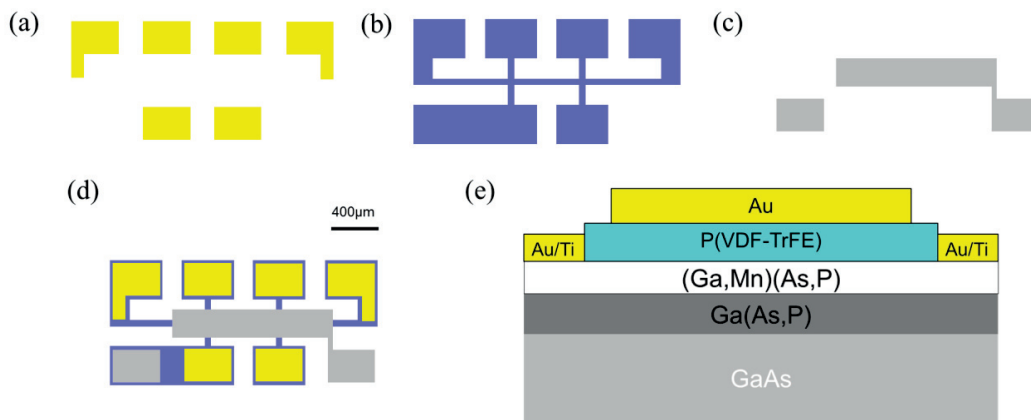 (a)
(b)
(c)
(d)
400μm
(e)
Au
Au/Ti
P(VDF-TrFE)
Au/Ti
(Ga,Mn)(As,P)
Ga(As,P)
GaAs